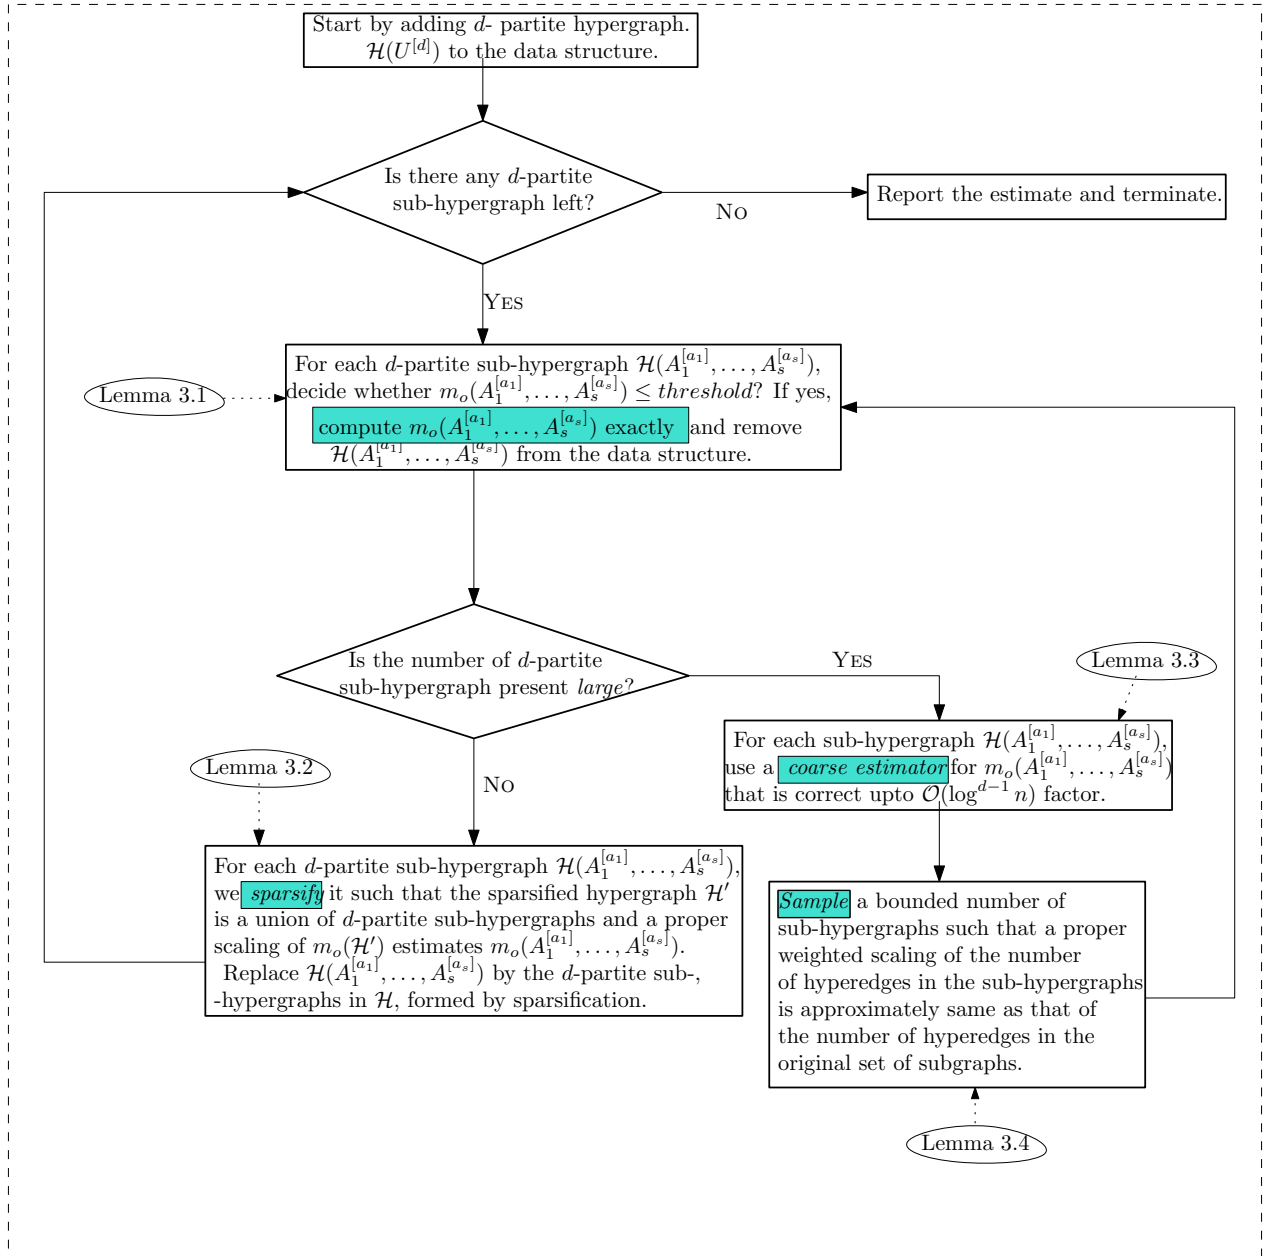 Start by adding d- partite hypergraph.
ℋ(U^{[d]}) to the data structure.
Is there any d-partite
sub-hypergraph left?
No
Report the estimate and terminate.
Yes
For each d-partite sub-hypergraph ℋ(A_1^{[a_1]}, . . . , A_s^{[a_s]}),
decide whether m_o(A_1^{[a_1]}, . . . , A_s^{[a_s]}) ≤ threshold? If yes,
compute m_o(A_1^{[a_1]}, . . . , A_s^{[a_s]}) exactly and remove
ℋ(A_1^{[a_1]}, . . . , A_s^{[a_s]}) from the data structure.
Lemma 3.1
Is the number of d-partite
sub-hypergraph present large?
Yes
Lemma 3.3
For each sub-hypergraph ℋ(A_1^{[a_1]}, . . . , A_s^{[a_s]}),
use a coarse estimator for m_o(A_1^{[a_1]}, . . . , A_s^{[a_s]})
that is correct upto 𝒪(log^{d−1} n) factor.
No
Lemma 3.2
For each d-partite sub-hypergraph ℋ(A_1^{[a_1]}, . . . , A_s^{[a_s]}),
we sparsify it such that the sparsified hypergraph ℋ′
is a union of d-partite sub-hypergraphs and a proper
scaling of m_o(ℋ′) estimates m_o(A_1^{[a_1]}, . . . , A_s^{[a_s]}).
Replace ℋ(A_1^{[a_1]}, . . . , A_s^{[a_s]}) by the d-partite sub-,
-hypergraphs in ℋ, formed by sparsification.
Sample a bounded number of
sub-hypergraphs such that a proper
weighted scaling of the number
of hyperedges in the sub-hypergraphs
is approximately same as that of
the number of hyperedges in the
original set of subgraphs.
Lemma 3.4